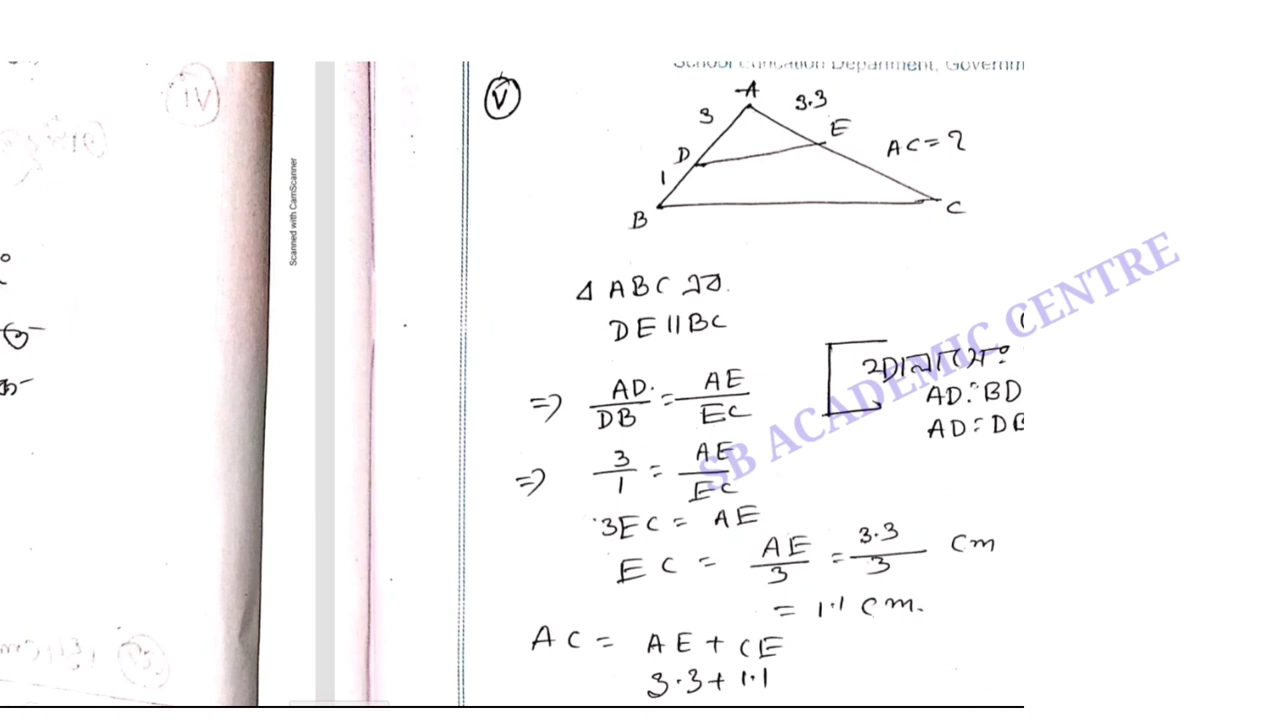 School Education Department, Governm
V
A
3
3.3
E
D
AC = ?
1
B
C
Scanned with CamScanner
Δ ABC এর
DE || BC
⇒ AD/DB = AE/EC
AD : BD
AD : DB
⇒ 3/1 = AE/EC
3EC = AE
EC = AE/3 = 3.3/3 cm
= 1.1 cm.
AC = AE + CE
3.3 + 1.1
SB ACADEMIC CENTRE
iv